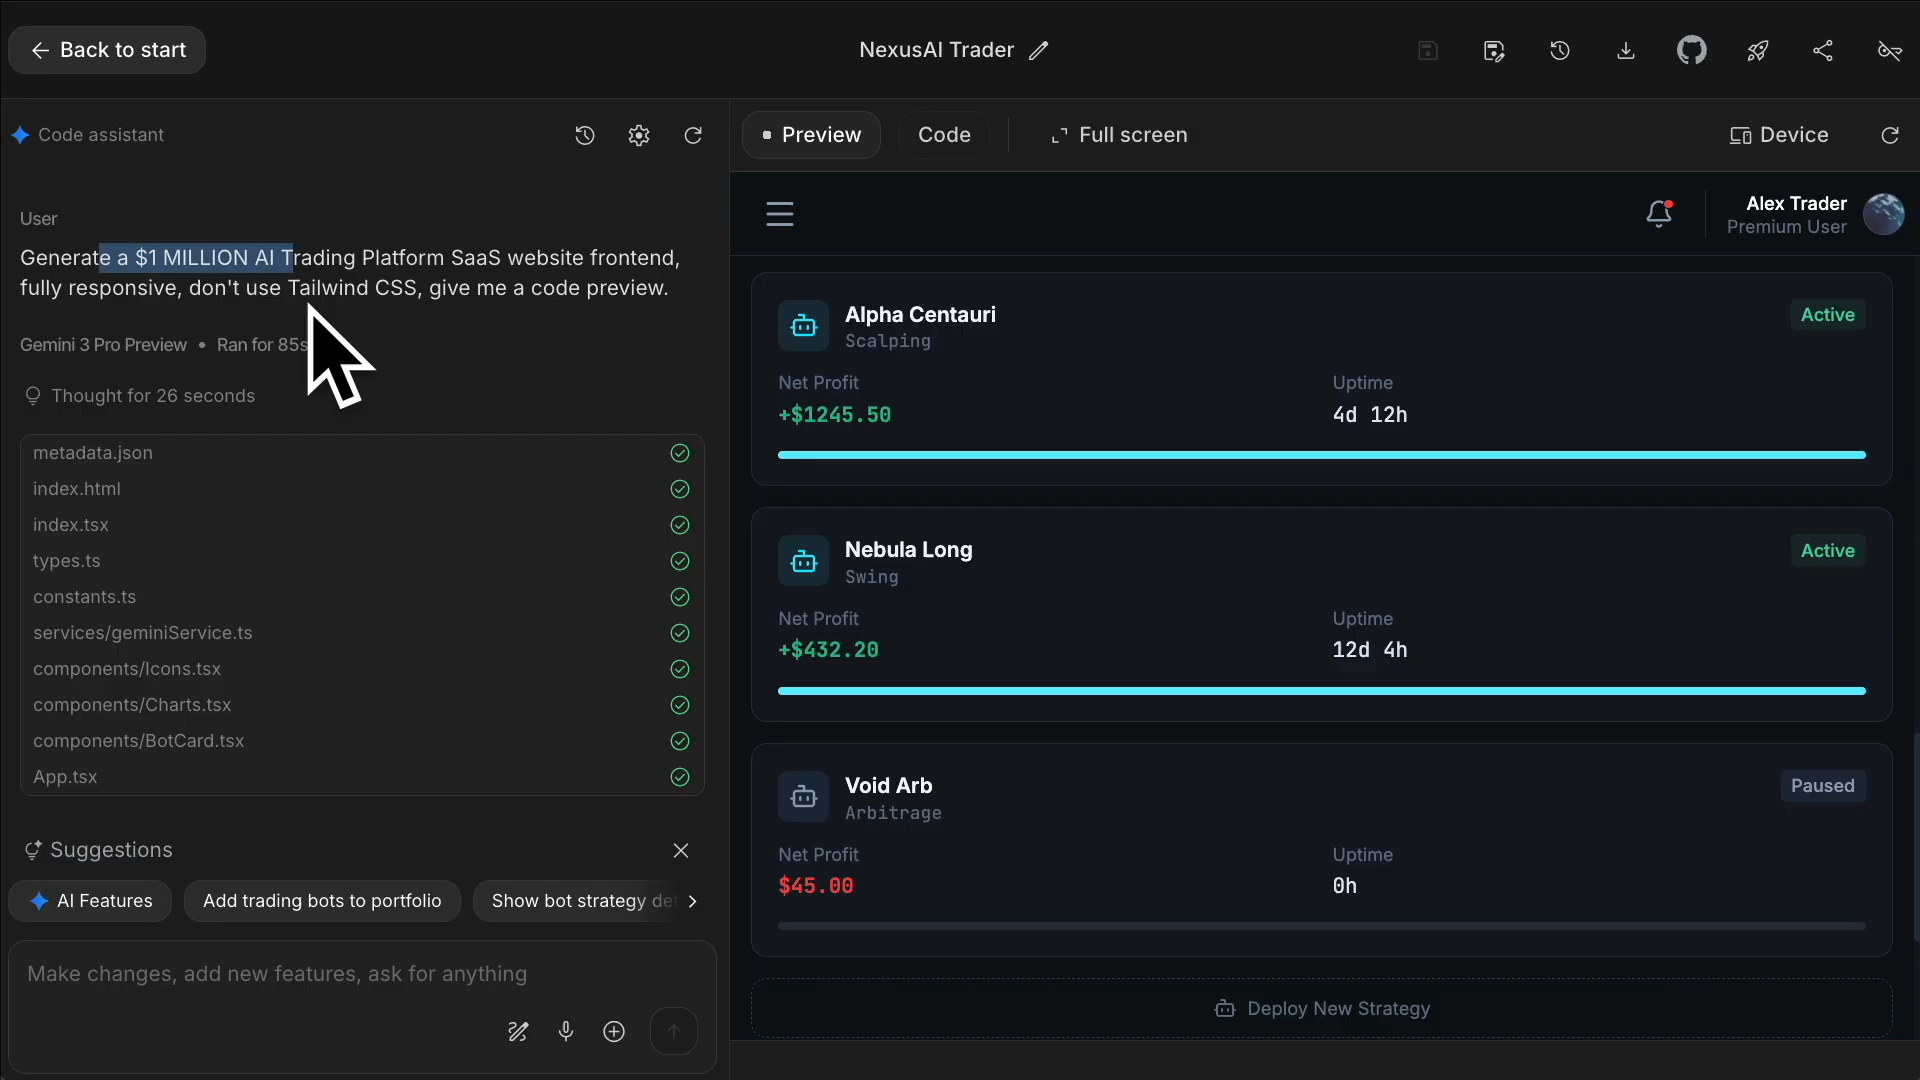 Back to start
NexusAI Trader
Code assistant
Preview
Code
Full screen
Device
User
Generate a $1 MILLION AI Trading Platform SaaS website frontend,
fully responsive, don't use Tailwind CSS, give me a code preview.
Gemini 3 Pro Preview • Ran for 85s
Thought for 26 seconds
metadata.json
index.html
index.tsx
types.ts
constants.ts
services/geminiService.ts
components/Icons.tsx
components/Charts.tsx
components/BotCard.tsx
App.tsx
Suggestions
AI Features
Add trading bots to portfolio
Show bot strategy
Make changes, add new features, ask for anything
Alex Trader
Premium User
Alpha Centauri
Active
Scalping
Net Profit
Uptime
+$1245.50
4d 12h
Nebula Long
Active
Swing
Net Profit
Uptime
+$432.20
12d 4h
Void Arb
Paused
Arbitrage
Net Profit
Uptime
$45.00
0h
Deploy New Strategy